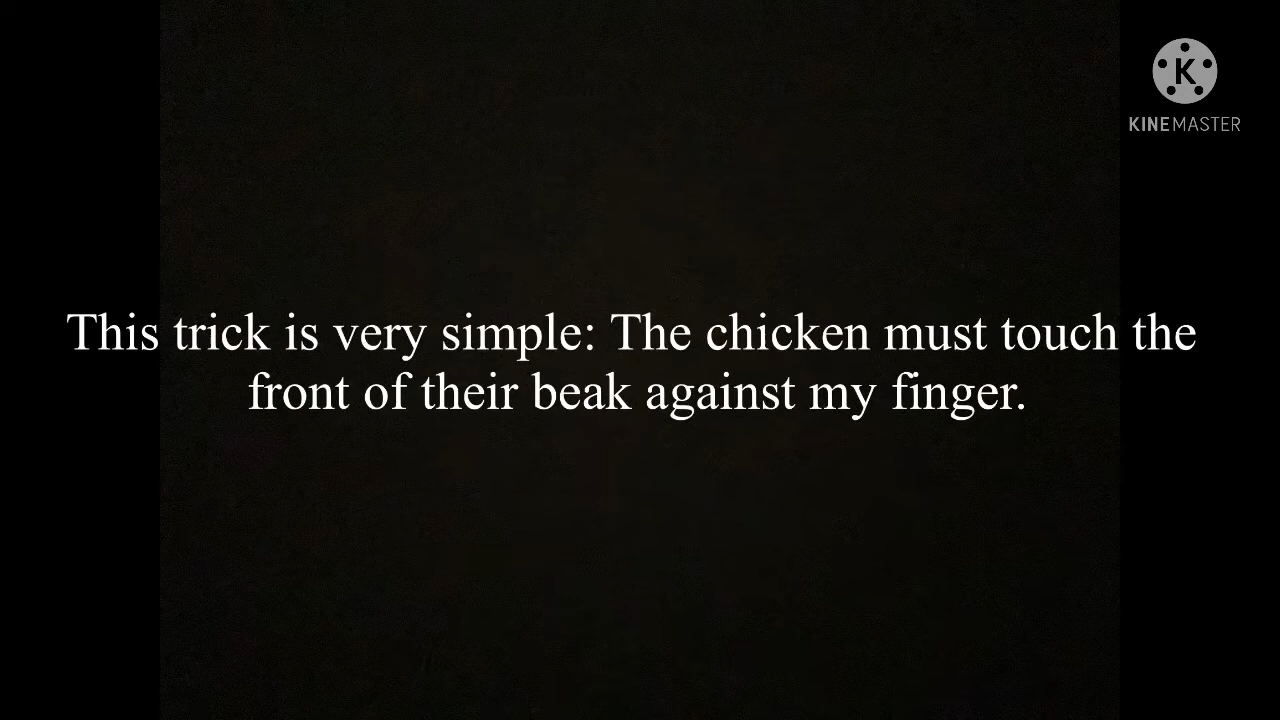 K
KINEMASTER
This trick is very simple: The chicken must touch the
front of their beak against my finger.